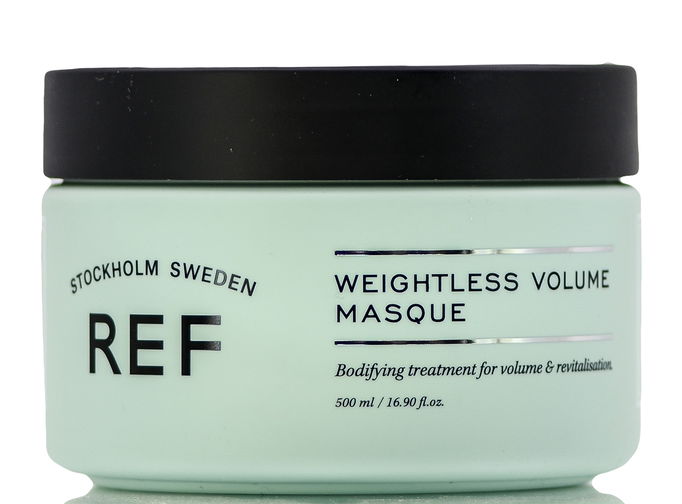 STOCKHOLM SWEDEN
REF
WEIGHTLESS VOLUME
MASQUE
Bodifying treatment for volume & revitalisation.
500 ml / 16.90 fl.oz.